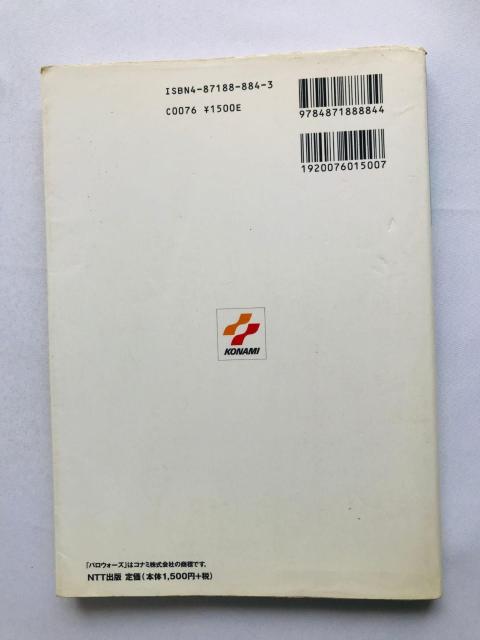 ISBN4-87188-884-3
C0076 ¥1500E
9784871888844
1920076015007
KONAMI
「パロウォーズ」はコナミ株式会社の商標です。
NTT出版 定価(本体1,500円+税)